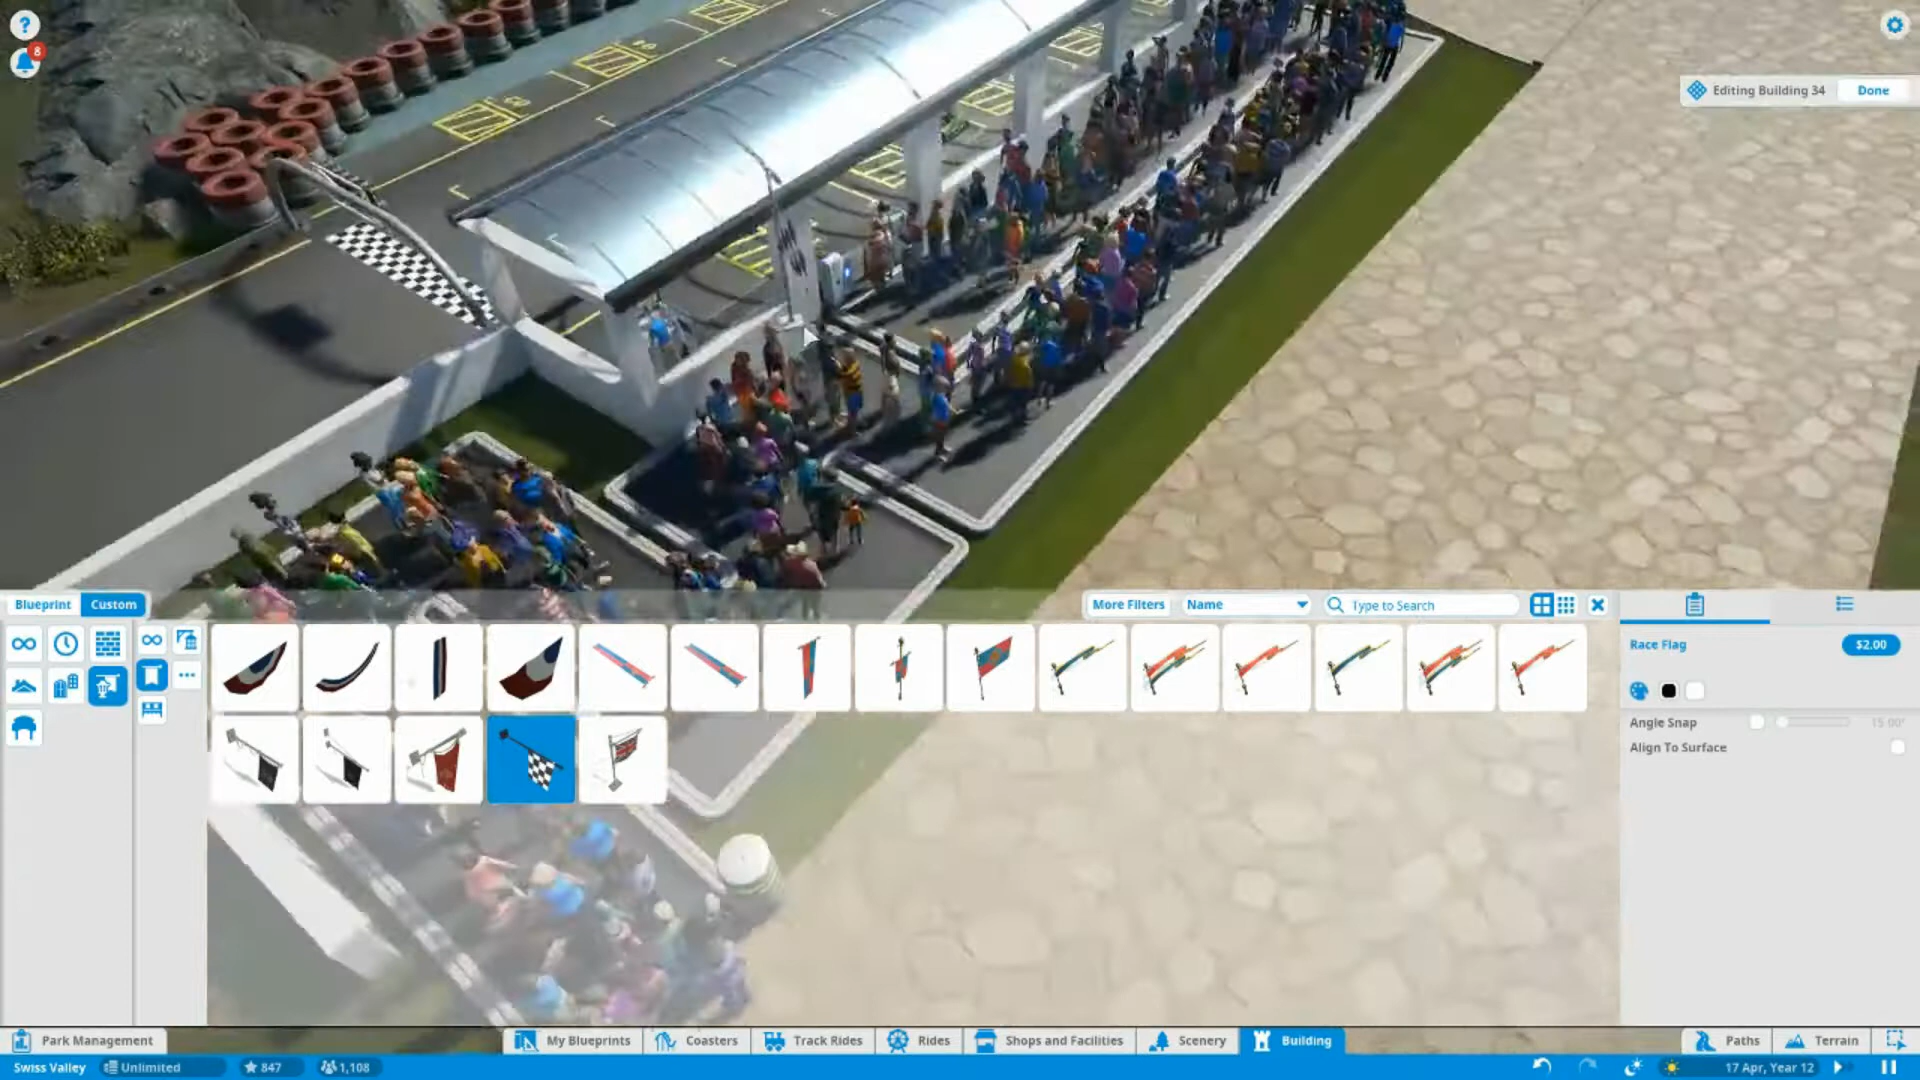 ?
8
Editing Building 34 Done
Blueprint Custom
More Filters Name Type to Search
Race Flag $2.00
Angle Snap 15.00°
Align To Surface
Park Management My Blueprints Coasters Track Rides Rides Shops and Facilities Scenery Building Paths Terrain
Swiss Valley Unlimited 847 1,108 17 Apr, Year 12